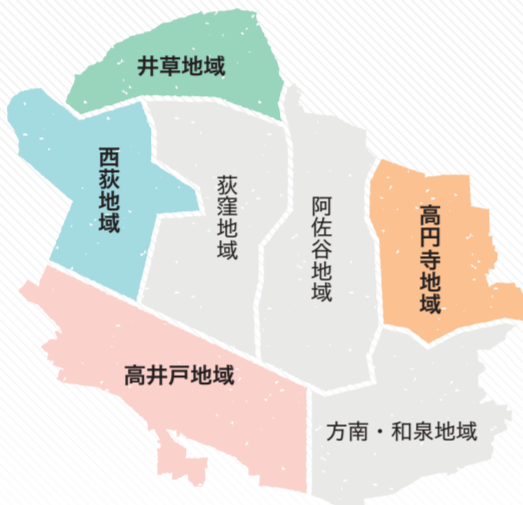 井草地域
西荻地域
荻窪地域
阿佐谷地域
高円寺地域
高井戸地域
方南・和泉地域